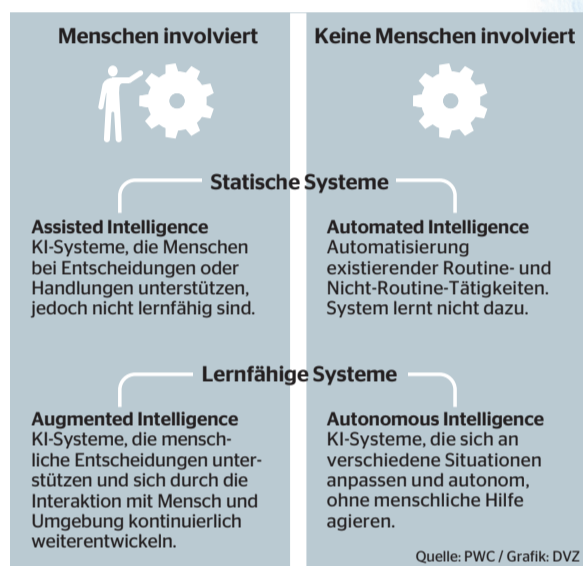 Menschen involviert
Keine Menschen involviert
Statische Systeme
Assisted Intelligence
KI-Systeme, die Menschen
bei Entscheidungen oder
Handlungen unterstützen,
jedoch nicht lernfähig sind.
Automated Intelligence
Automatisierung
existierender Routine- und
Nicht-Routine-Tätigkeiten.
System lernt nicht dazu.
Lernfähige Systeme
Augmented Intelligence
KI-Systeme, die mensch-
liche Entscheidungen unter-
stützen und sich durch die
Interaktion mit Mensch und
Umgebung kontinuierlich
weiterentwickeln.
Autonomous Intelligence
KI-Systeme, die sich an
verschiedene Situationen
anpassen und autonom,
ohne menschliche Hilfe
agieren.
Quelle: PWC / Grafik: DVZ